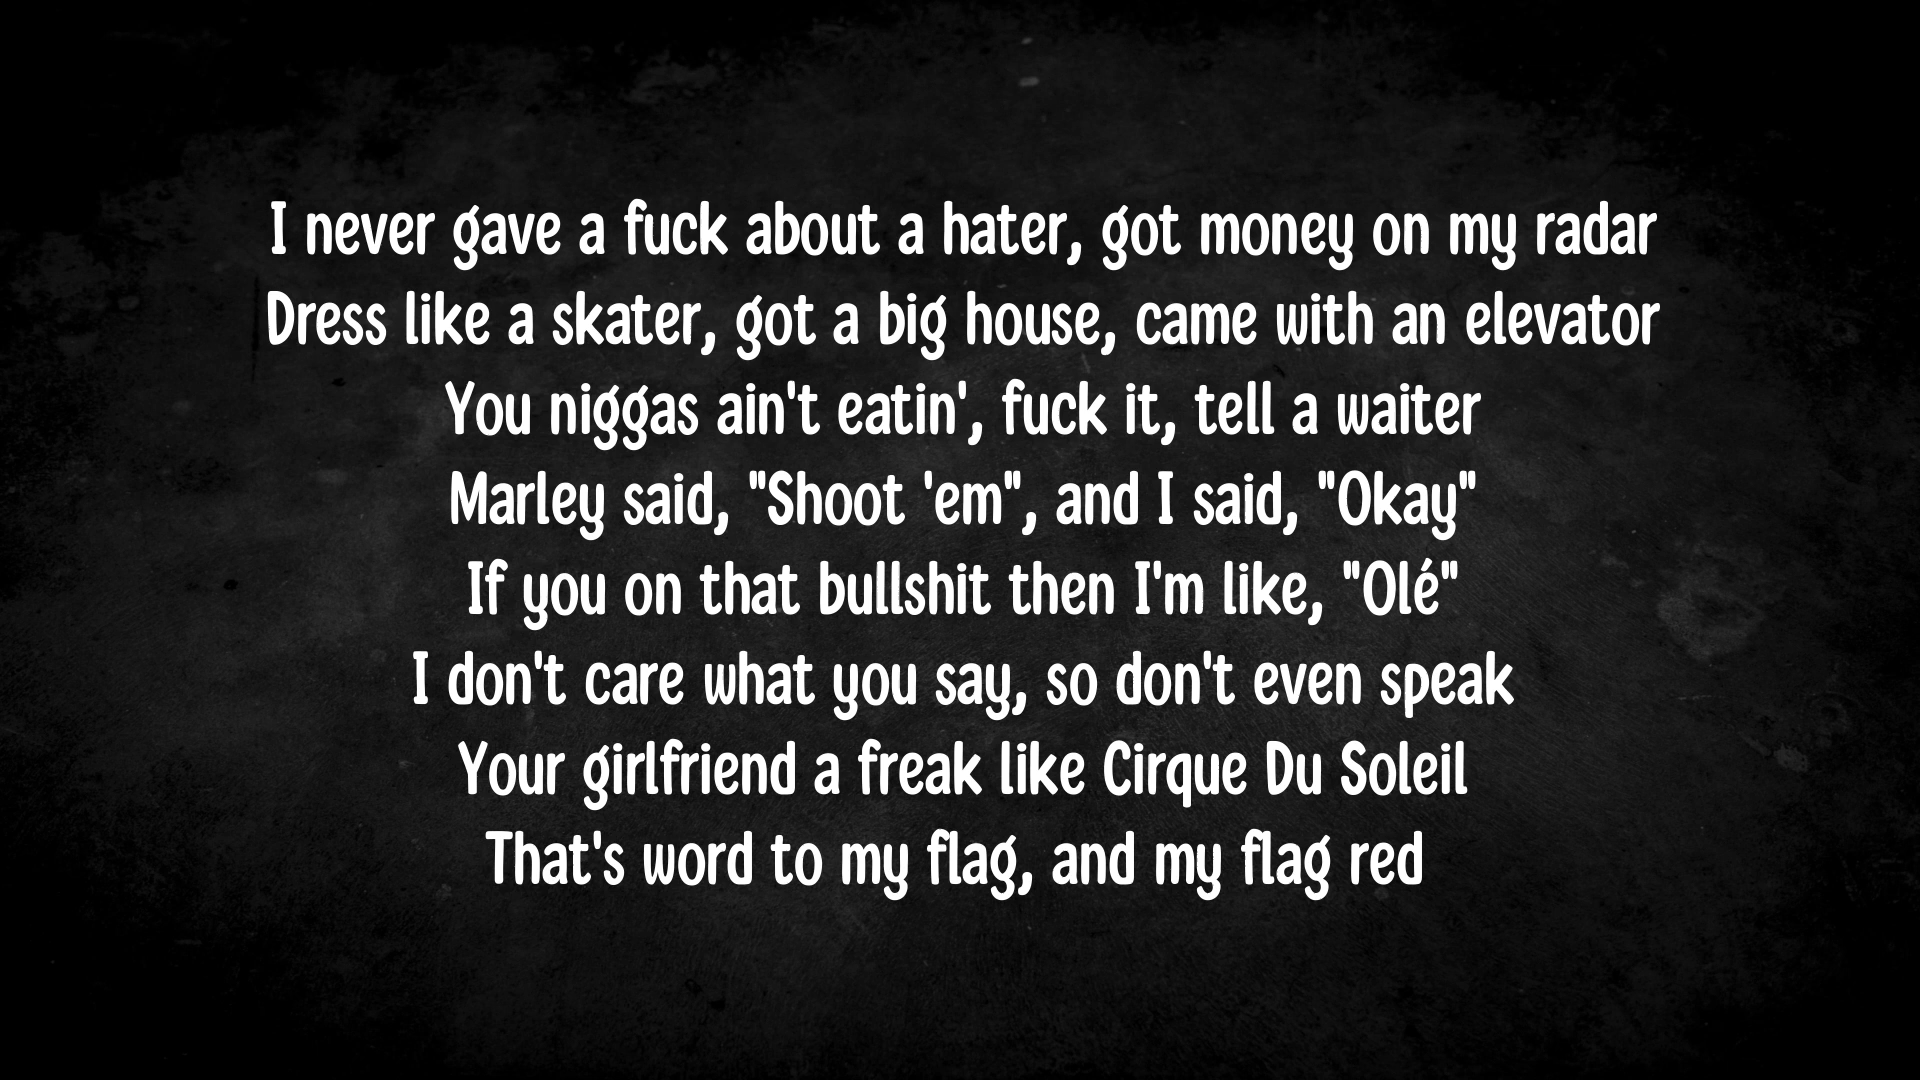 I never gave a fuck about a hater, got money on my radar
Dress like a skater, got a big house, came with an elevator
You niggas ain't eatin', fuck it, tell a waiter
Marley said, "Shoot 'em", and I said, "Okay"
If you on that bullshit then I'm like, "Olé"
I don't care what you say, so don't even speak
Your girlfriend a freak like Cirque Du Soleil
That's word to my flag, and my flag red